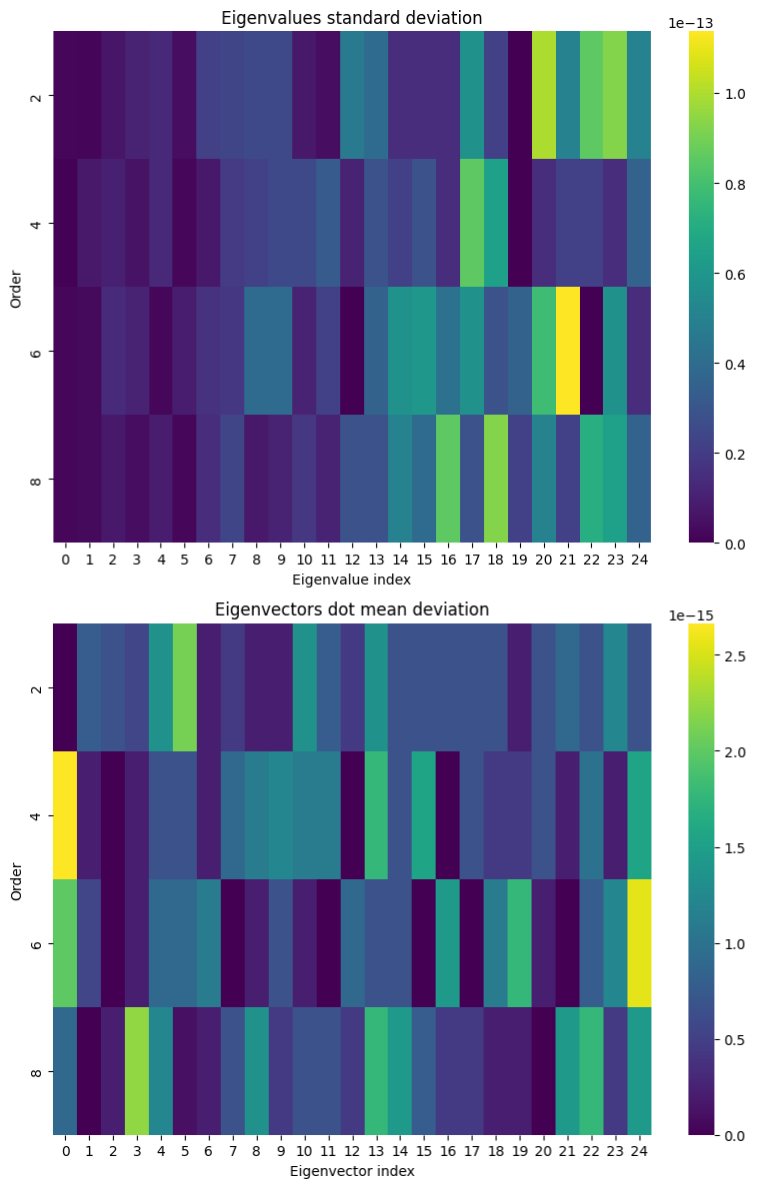 Eigenvalues standard deviation
1e−13
1.0
0.8
0.6
0.4
0.2
0.0
2
4
6
8
Order
0 1 2 3 4 5 6 7 8 9 10 11 12 13 14 15 16 17 18 19 20 21 22 23 24
Eigenvalue index
Eigenvectors dot mean deviation
1e−15
2.5
2.0
1.5
1.0
0.5
0.0
2
4
6
8
Order
0 1 2 3 4 5 6 7 8 9 10 11 12 13 14 15 16 17 18 19 20 21 22 23 24
Eigenvector index